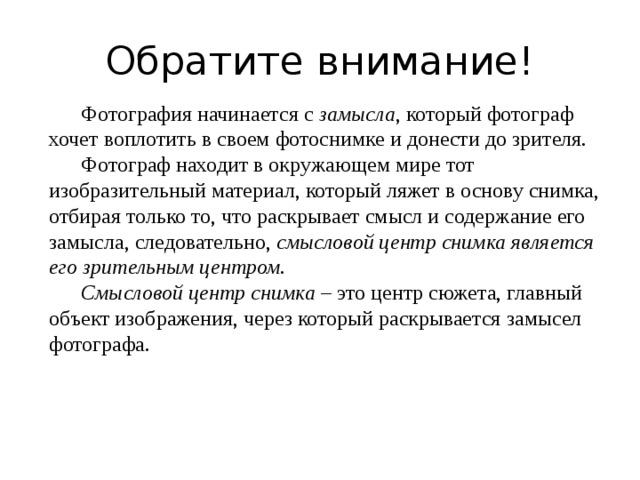 Обратите внимание!
Фотография начинается с замысла, который фотограф
хочет воплотить в своем фотоснимке и донести до зрителя.
Фотограф находит в окружающем мире тот
изобразительный материал, который ляжет в основу снимка,
отбирая только то, что раскрывает смысл и содержание его
замысла, следовательно, смысловой центр снимка является
его зрительным центром.
Смысловой центр снимка – это центр сюжета, главный
объект изображения, через который раскрывается замысел
фотографа.